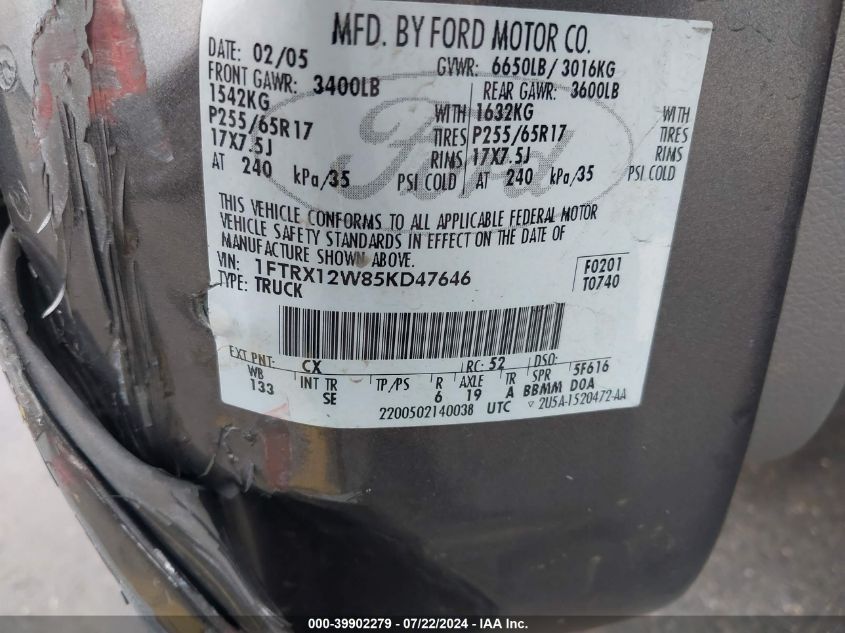 MFD. BY FORD MOTOR CO.
DATE: 02/05 GVWR: 6650LB/ 3016KG
FRONT GAWR: 3400LB REAR GAWR: 3600LB
1542KG WITH 1632KG WITH
P255/65R17 TIRES P255/65R17 TIRES
17X7.5J RIMS 17X7.5J RIMS
AT 240 kPa/35 PSI COLD AT 240 kPa/35 PSI COLD
Ford
THIS VEHICLE CONFORMS TO ALL APPLICABLE FEDERAL MOTOR
VEHICLE SAFETY STANDARDS IN EFFECT ON THE DATE OF
MANUFACTURE SHOWN ABOVE.
VIN: 1FTRX12W85KD47646 F0201
TYPE: TRUCK T0740
EXT PNT: CX RC: 52 DSO:
WB INT TR TP/PS R AXLE TR SPR 5F616
133 SE 6 19 A BBMM DOA
2200502140038 UTC ▽ 2U5A-1520472-AA
000-39902279 - 07/22/2024 - IAA Inc.